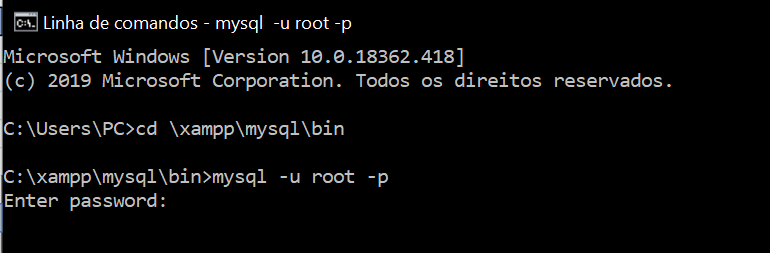 Linha de comandos - mysql  -u root -p
Microsoft Windows [Version 10.0.18362.418]
(c) 2019 Microsoft Corporation. Todos os direitos reservados.
C:\Users\PC>cd \xampp\mysql\bin
C:\xampp\mysql\bin>mysql -u root -p
Enter password: